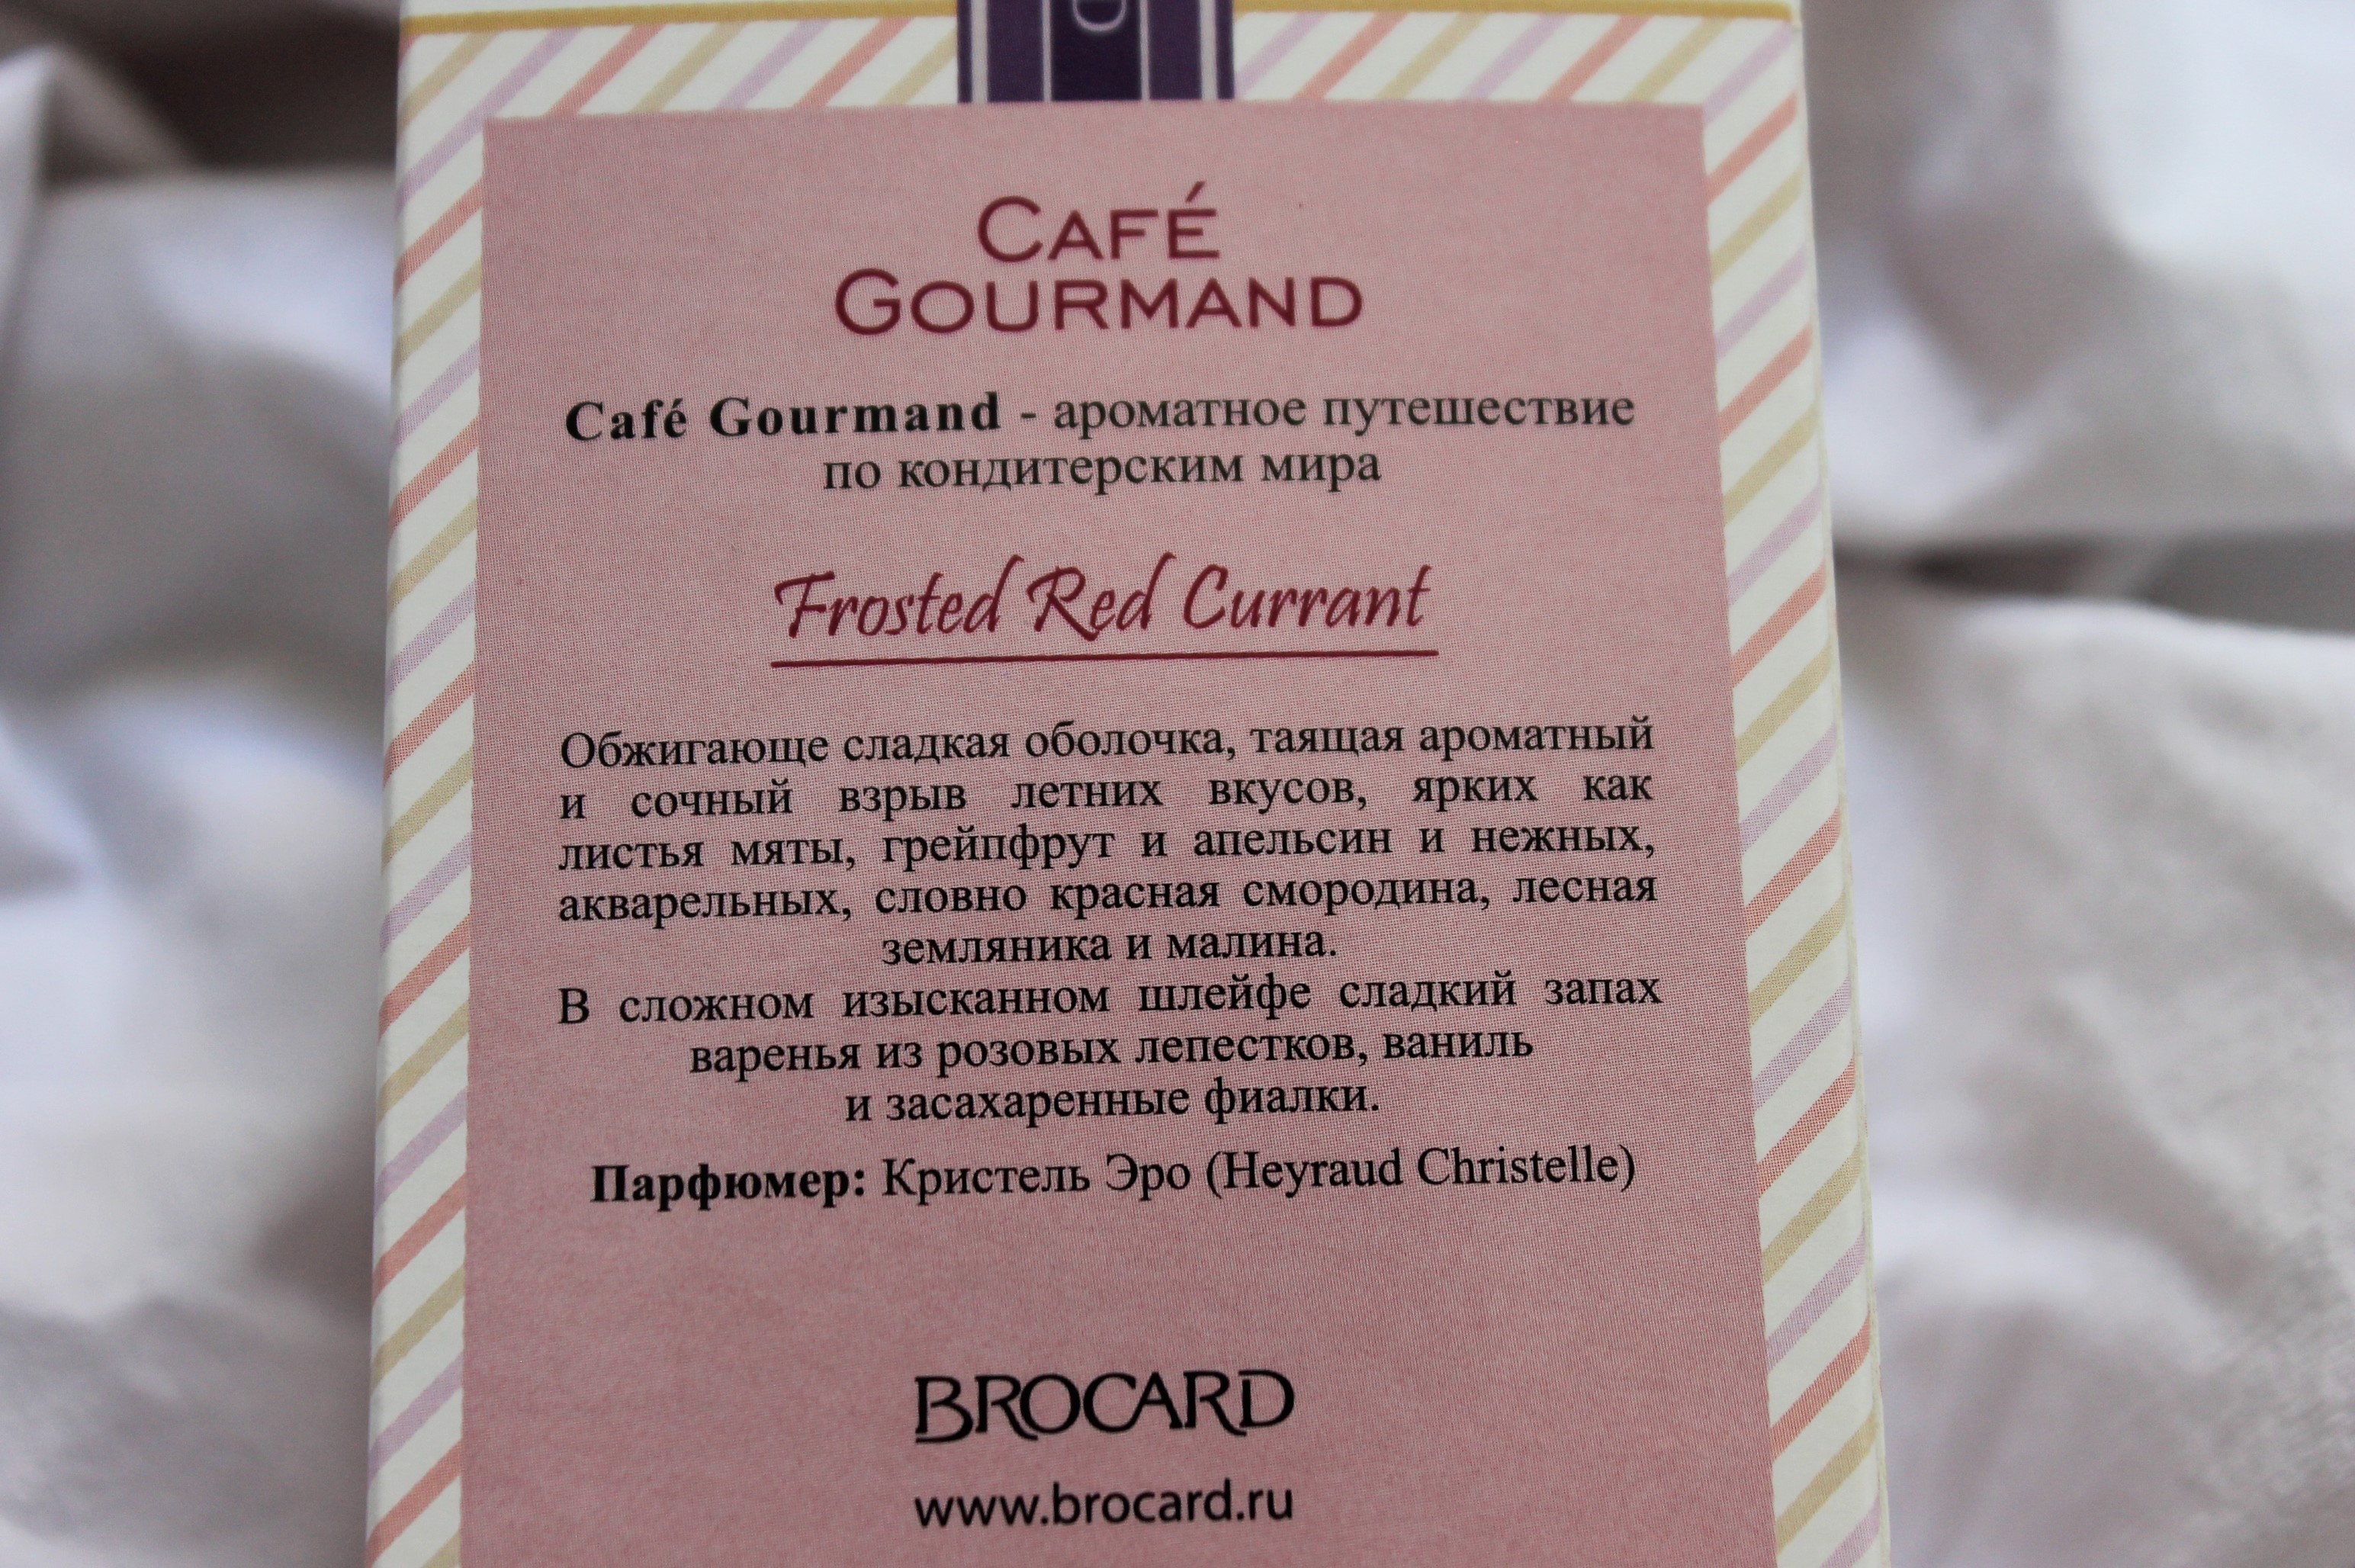 CAFÉ
GOURMAND
Café Gourmand - ароматное путешествие
по кондитерским мира
Frosted Red Currant
Обжигающе сладкая оболочка, таящая ароматный
и сочный взрыв летних вкусов, ярких как
листья мяты, грейпфрут и апельсин и нежных,
акварельных, словно красная смородина, лесная
земляника и малина.
В сложном изысканном шлейфе сладкий запах
варенья из розовых лепестков, ваниль
и засахаренные фиалки.
Парфюмер: Кристель Эро (Heyraud Christelle)
BROCARD
www.brocard.ru